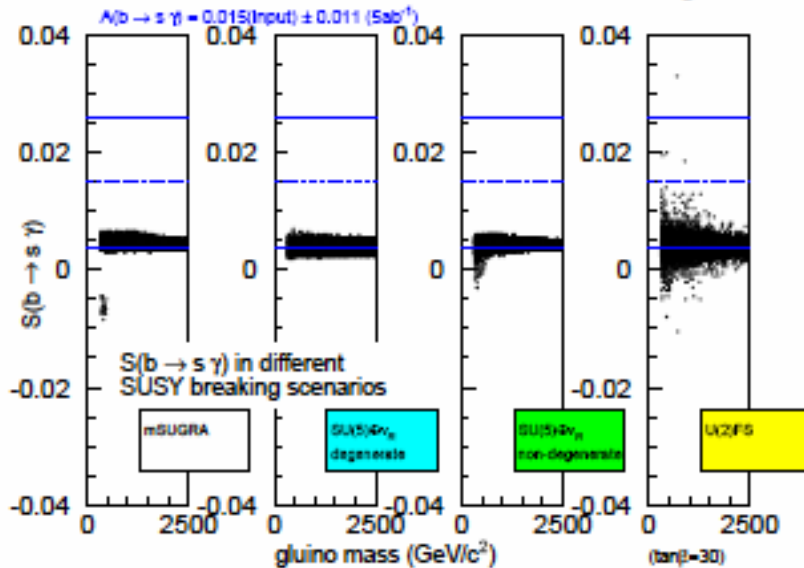 A(b → s γ) = 0.015(Input) ± 0.011 (5ab⁻¹)
0.04 0.04 0.04 0.04
0.02 0.02 0.02 0.02
0 0 0 0
-0.02 -0.02 -0.02 -0.02
-0.04 -0.04 -0.04 -0.04
S(b → s γ)
S(b → s γ) in different
SUSY breaking scenarios
mSUGRA
SU(5)⊕ν_R
degenerate
SU(5)⊕ν_R
non-degenerate
U(2)FS
0 2500 0 2500 0 2500 0 2500
gluino mass (GeV/c²)
(tanβ=30)